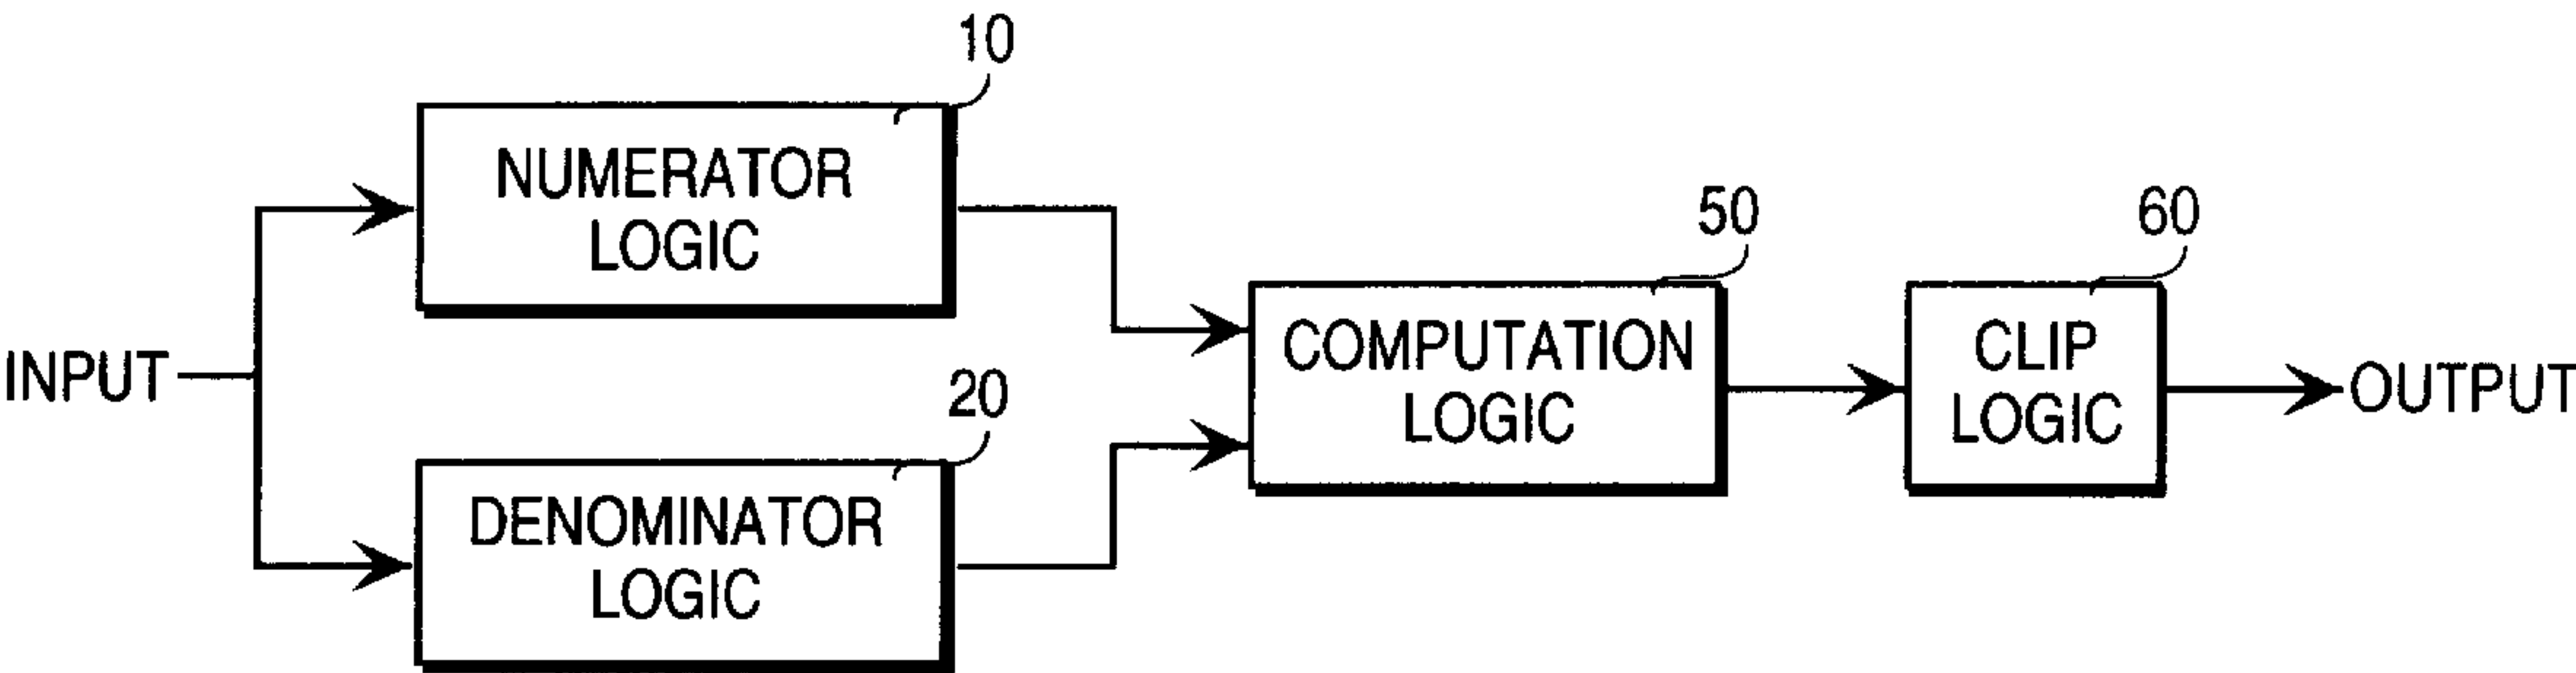 10
NUMERATOR
LOGIC
INPUT
20
DENOMINATOR
LOGIC
50
COMPUTATION
LOGIC
60
CLIP
LOGIC
OUTPUT